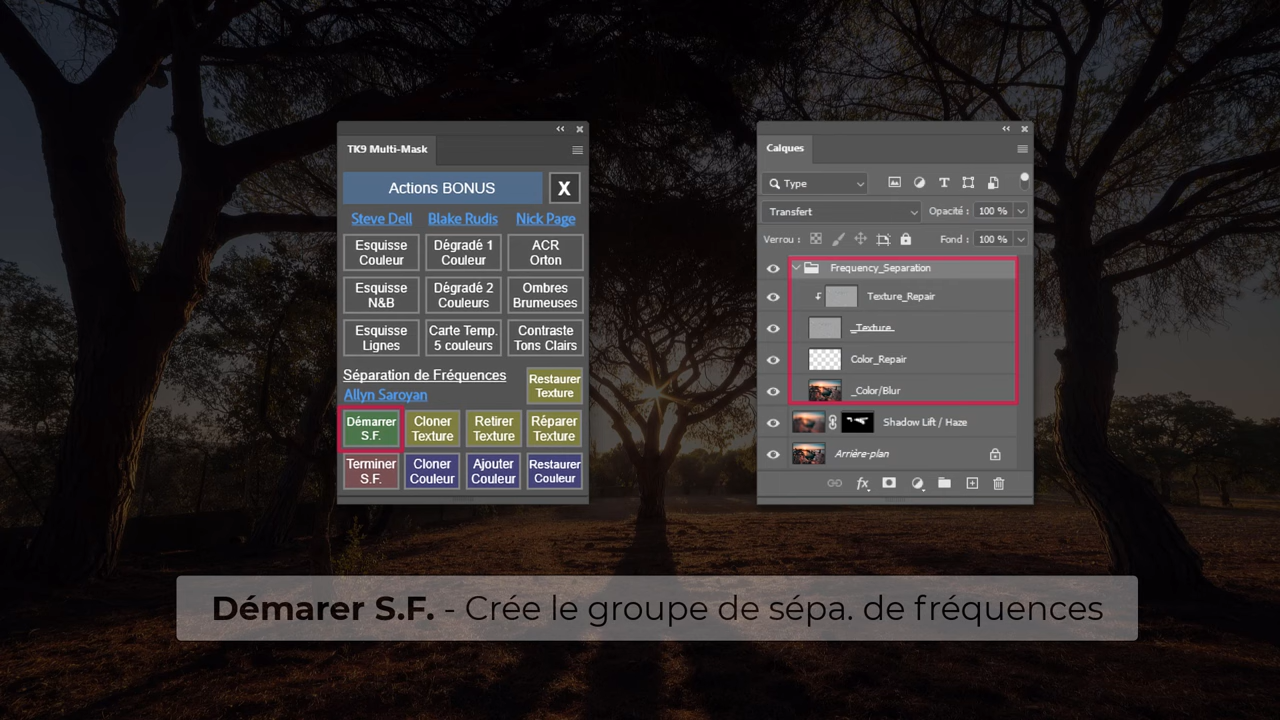 TK9 Multi-Mask
Actions BONUS
X
Steve Dell
Blake Rudis
Nick Page
Esquisse
Couleur
Dégradé 1
Couleur
ACR
Orton
Esquisse
N&B
Dégradé 2
Couleurs
Ombres
Brumeuses
Esquisse
Lignes
Carte Temp.
5 couleurs
Contraste
Tons Clairs
Séparation de Fréquences
Allyn Saroyan
Restaurer
Texture
Démarrer
S.F.
Cloner
Texture
Retirer
Texture
Réparer
Texture
Terminer
S.F.
Cloner
Couleur
Ajouter
Couleur
Restaurer
Couleur
Calques
Type
Transfert
Opacité : 100 %
Verrou :
Fond : 100 %
Frequency_Separation
Texture_Repair
_Texture_
Color_Repair
_Color/Blur
Shadow Lift / Haze
Arrière-plan
fx
Démarer S.F. - Crée le groupe de sépa. de fréquences